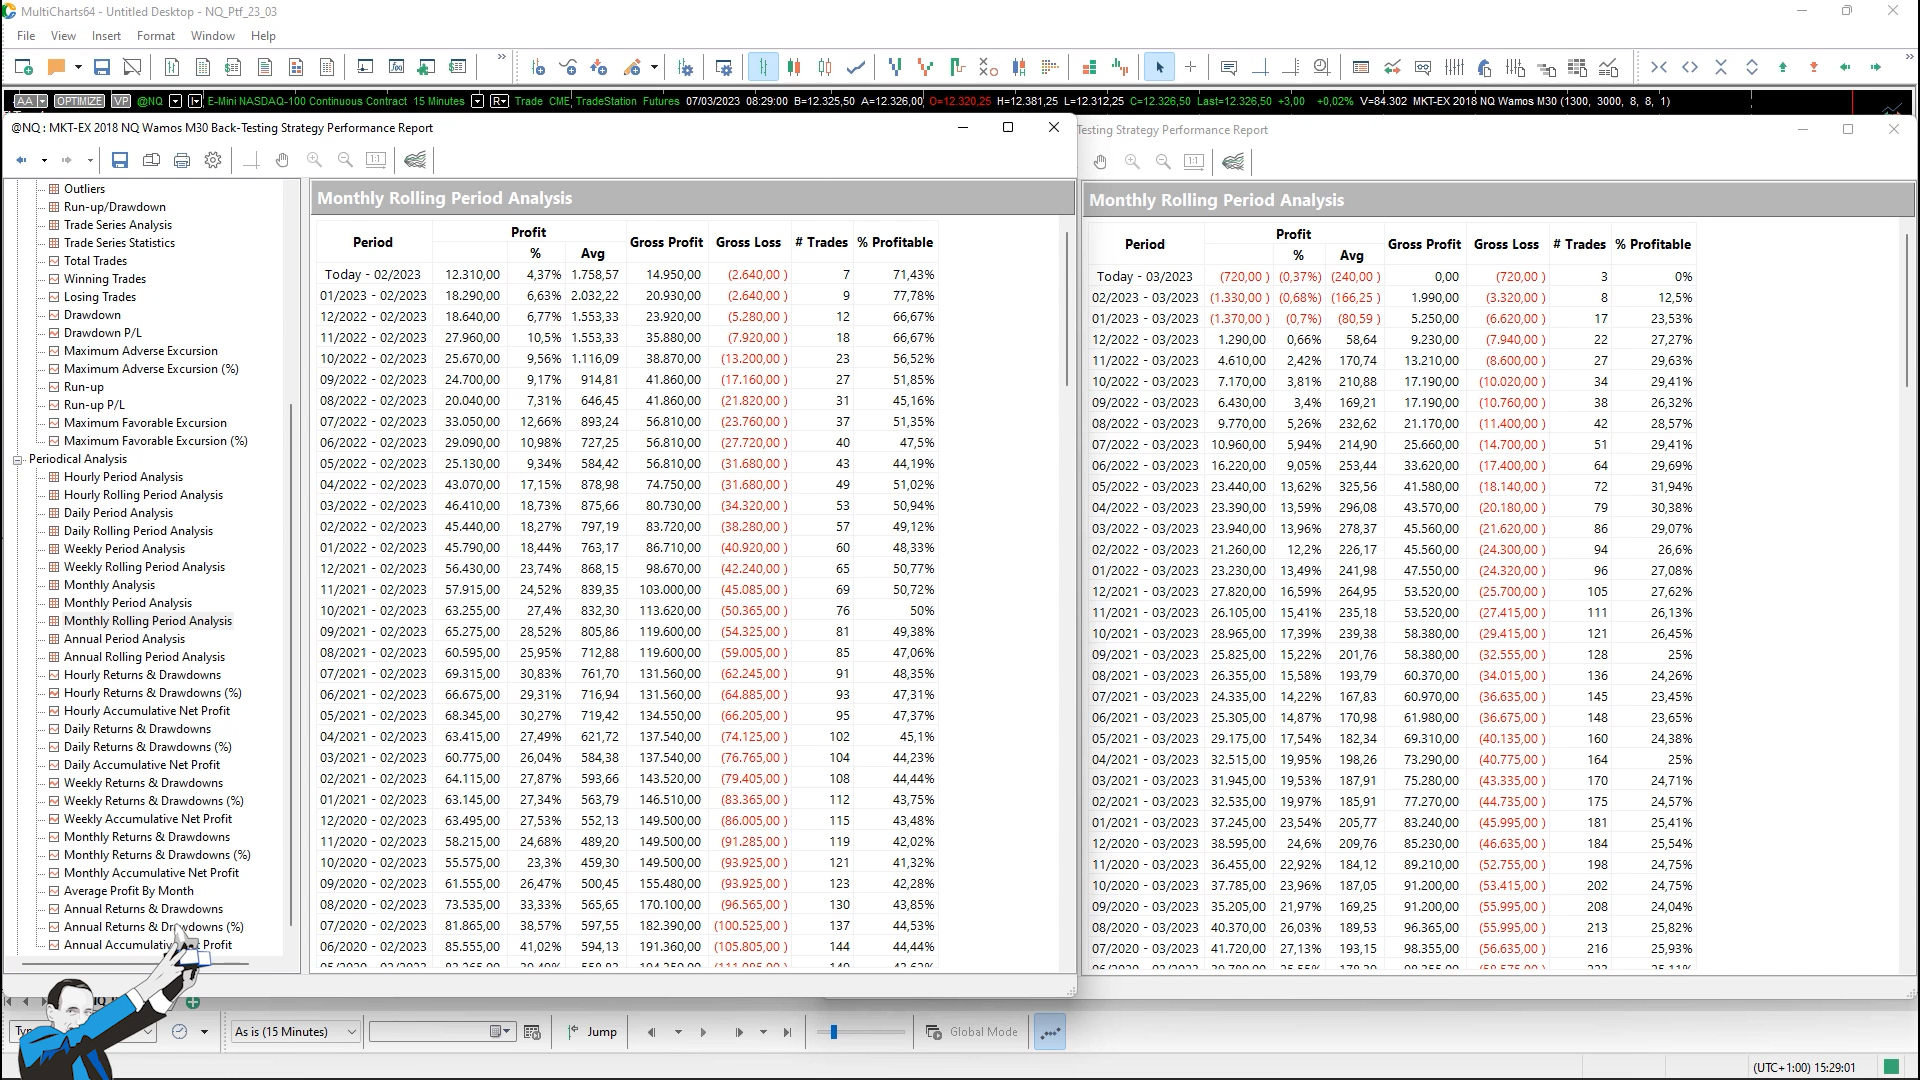 MultiCharts64 - Untitled Desktop - NQ_Ptf_23_03
File View Insert Format Window Help
AA OPTIMIZE VP @NQ I R E-Mini NASDAQ-100 Continuous Contract 15 Minutes Trade CME TradeStation Futures 07/03/2023 08:29:00 B=12.325,50 A=12.326,00 O=12.320,25 H=12.381,25 L=12.312,25 C=12.326,50 Last=12.326,50 +3,00 +0,02% V=84.302 MKT-EX 2018 NQ Wamos M30 (1300, 3000, 8, 8, 1)
@NQ : MKT-EX 2018 NQ Wamos M30 Back-Testing Strategy Performance Report
Outliers
Run-up/Drawdown
Trade Series Analysis
Trade Series Statistics
Total Trades
Winning Trades
Losing Trades
Drawdown
Drawdown P/L
Maximum Adverse Excursion
Maximum Adverse Excursion (%)
Run-up
Run-up P/L
Maximum Favorable Excursion
Maximum Favorable Excursion (%)
Periodical Analysis
Hourly Period Analysis
Hourly Rolling Period Analysis
Daily Period Analysis
Daily Rolling Period Analysis
Weekly Period Analysis
Weekly Rolling Period Analysis
Monthly Analysis
Monthly Period Analysis
Monthly Rolling Period Analysis
Annual Period Analysis
Annual Rolling Period Analysis
Hourly Returns & Drawdowns
Hourly Returns & Drawdowns (%)
Hourly Accumulative Net Profit
Daily Returns & Drawdowns
Daily Returns & Drawdowns (%)
Daily Accumulative Net Profit
Weekly Returns & Drawdowns
Weekly Returns & Drawdowns (%)
Weekly Accumulative Net Profit
Monthly Returns & Drawdowns
Monthly Returns & Drawdowns (%)
Monthly Accumulative Net Profit
Average Profit By Month
Annual Returns & Drawdowns
Annual Returns & Drawdowns (%)
Annual Profit
Monthly Rolling Period Analysis
Period Profit % Avg Gross Profit Gross Loss # Trades % Profitable
Today - 02/2023 12.310,00 4,37% 1.758,57 14.950,00 (2.640,00 ) 7 71,43%
01/2023 - 02/2023 18.290,00 6,63% 2.032,22 20.930,00 (2.640,00 ) 9 77,78%
12/2022 - 02/2023 18.640,00 6,77% 1.553,33 23.920,00 (5.280,00 ) 12 66,67%
11/2022 - 02/2023 27.960,00 10,5% 1.553,33 35.880,00 (7.920,00 ) 18 66,67%
10/2022 - 02/2023 25.670,00 9,56% 1.116,09 38.870,00 (13.200,00 ) 23 56,52%
09/2022 - 02/2023 24.700,00 9,17% 914,81 41.860,00 (17.160,00 ) 27 51,85%
08/2022 - 02/2023 20.040,00 7,31% 646,45 41.860,00 (21.820,00 ) 31 45,16%
07/2022 - 02/2023 33.050,00 12,66% 893,24 56.810,00 (23.760,00 ) 37 51,35%
06/2022 - 02/2023 29.090,00 10,98% 727,25 56.810,00 (27.720,00 ) 40 47,5%
05/2022 - 02/2023 25.130,00 9,34% 584,42 56.810,00 (31.680,00 ) 43 44,19%
04/2022 - 02/2023 43.070,00 17,15% 878,98 74.750,00 (31.680,00 ) 49 51,02%
03/2022 - 02/2023 46.410,00 18,73% 875,66 80.730,00 (34.320,00 ) 53 50,94%
02/2022 - 02/2023 45.440,00 18,27% 797,19 83.720,00 (38.280,00 ) 57 49,12%
01/2022 - 02/2023 45.790,00 18,44% 763,17 86.710,00 (40.920,00 ) 60 48,33%
12/2021 - 02/2023 56.430,00 23,74% 868,15 98.670,00 (42.240,00 ) 65 50,77%
11/2021 - 02/2023 57.915,00 24,52% 839,35 103.000,00 (45.085,00 ) 69 50,72%
10/2021 - 02/2023 63.255,00 27,4% 832,30 113.620,00 (50.365,00 ) 76 50%
09/2021 - 02/2023 65.275,00 28,52% 805,86 119.600,00 (54.325,00 ) 81 49,38%
08/2021 - 02/2023 60.595,00 25,95% 712,88 119.600,00 (59.005,00 ) 85 47,06%
07/2021 - 02/2023 69.315,00 30,83% 761,70 131.560,00 (62.245,00 ) 91 48,35%
06/2021 - 02/2023 66.675,00 29,31% 716,94 131.560,00 (64.885,00 ) 93 47,31%
05/2021 - 02/2023 68.345,00 30,27% 719,42 134.550,00 (66.205,00 ) 95 47,37%
04/2021 - 02/2023 63.415,00 27,49% 621,72 137.540,00 (74.125,00 ) 102 45,1%
03/2021 - 02/2023 60.775,00 26,04% 584,38 137.540,00 (76.765,00 ) 104 44,23%
02/2021 - 02/2023 64.115,00 27,87% 593,66 143.520,00 (79.405,00 ) 108 44,44%
01/2021 - 02/2023 63.145,00 27,34% 563,79 146.510,00 (83.365,00 ) 112 43,75%
12/2020 - 02/2023 63.495,00 27,53% 552,13 149.500,00 (86.005,00 ) 115 43,48%
11/2020 - 02/2023 58.215,00 24,68% 489,20 149.500,00 (91.285,00 ) 119 42,02%
10/2020 - 02/2023 55.575,00 23,3% 459,30 149.500,00 (93.925,00 ) 121 41,32%
09/2020 - 02/2023 61.555,00 26,47% 500,45 155.480,00 (93.925,00 ) 123 42,28%
08/2020 - 02/2023 73.535,00 33,33% 565,65 170.100,00 (96.565,00 ) 130 43,85%
07/2020 - 02/2023 81.865,00 38,57% 597,55 182.390,00 (100.525,00 ) 137 44,53%
06/2020 - 02/2023 85.555,00 41,02% 594,13 191.360,00 (105.805,00 ) 144 44,44%
Testing Strategy Performance Report
Monthly Rolling Period Analysis
Period Profit % Avg Gross Profit Gross Loss # Trades % Profitable
Today - 03/2023 (720,00 ) (0,37%) (240,00 ) 0,00 (720,00 ) 3 0%
02/2023 - 03/2023 (1.330,00 ) (0,68%) (166,25 ) 1.990,00 (3.320,00 ) 8 12,5%
01/2023 - 03/2023 (1.370,00 ) (0,7%) (80,59 ) 5.250,00 (6.620,00 ) 17 23,53%
12/2022 - 03/2023 1.290,00 0,66% 58,64 9.230,00 (7.940,00 ) 22 27,27%
11/2022 - 03/2023 4.610,00 2,42% 170,74 13.210,00 (8.600,00 ) 27 29,63%
10/2022 - 03/2023 7.170,00 3,81% 210,88 17.190,00 (10.020,00 ) 34 29,41%
09/2022 - 03/2023 6.430,00 3,4% 169,21 17.190,00 (10.760,00 ) 38 26,32%
08/2022 - 03/2023 9.770,00 5,26% 232,62 21.170,00 (11.400,00 ) 42 28,57%
07/2022 - 03/2023 10.960,00 5,94% 214,90 25.660,00 (14.700,00 ) 51 29,41%
06/2022 - 03/2023 16.220,00 9,05% 253,44 33.620,00 (17.400,00 ) 64 29,69%
05/2022 - 03/2023 23.440,00 13,62% 325,56 41.580,00 (18.140,00 ) 72 31,94%
04/2022 - 03/2023 23.390,00 13,59% 296,08 43.570,00 (20.180,00 ) 79 30,38%
03/2022 - 03/2023 23.940,00 13,96% 278,37 45.560,00 (21.620,00 ) 86 29,07%
02/2022 - 03/2023 21.260,00 12,2% 226,17 45.560,00 (24.300,00 ) 94 26,6%
01/2022 - 03/2023 23.230,00 13,49% 241,98 47.550,00 (24.320,00 ) 96 27,08%
12/2021 - 03/2023 27.820,00 16,59% 264,95 53.520,00 (25.700,00 ) 105 27,62%
11/2021 - 03/2023 26.105,00 15,41% 235,18 53.520,00 (27.415,00 ) 111 26,13%
10/2021 - 03/2023 28.965,00 17,39% 239,38 58.380,00 (29.415,00 ) 121 26,45%
09/2021 - 03/2023 25.825,00 15,22% 201,76 58.380,00 (32.555,00 ) 128 25%
08/2021 - 03/2023 26.355,00 15,58% 193,79 60.370,00 (34.015,00 ) 136 24,26%
07/2021 - 03/2023 24.335,00 14,22% 167,83 60.970,00 (36.635,00 ) 145 23,45%
06/2021 - 03/2023 25.305,00 14,87% 170,98 61.980,00 (36.675,00 ) 148 23,65%
05/2021 - 03/2023 29.175,00 17,54% 182,34 69.310,00 (40.135,00 ) 160 24,38%
04/2021 - 03/2023 32.515,00 19,95% 198,26 73.290,00 (40.775,00 ) 164 25%
03/2021 - 03/2023 31.945,00 19,53% 187,91 75.280,00 (43.335,00 ) 170 24,71%
02/2021 - 03/2023 32.535,00 19,97% 185,91 77.270,00 (44.735,00 ) 175 24,57%
01/2021 - 03/2023 37.245,00 23,54% 205,77 83.240,00 (45.995,00 ) 181 25,41%
12/2020 - 03/2023 38.595,00 24,6% 209,76 85.230,00 (46.635,00 ) 184 25,54%
11/2020 - 03/2023 36.455,00 22,92% 184,12 89.210,00 (52.755,00 ) 198 24,75%
10/2020 - 03/2023 37.785,00 23,96% 187,05 91.200,00 (53.415,00 ) 202 24,75%
09/2020 - 03/2023 35.205,00 21,97% 169,25 91.200,00 (55.995,00 ) 208 24,04%
08/2020 - 03/2023 40.370,00 26,03% 189,53 96.365,00 (55.995,00 ) 213 25,82%
07/2020 - 03/2023 41.720,00 27,13% 193,15 98.355,00 (56.635,00 ) 216 25,93%
As is (15 Minutes) Jump Global Mode
(UTC+1:00) 15:29:01